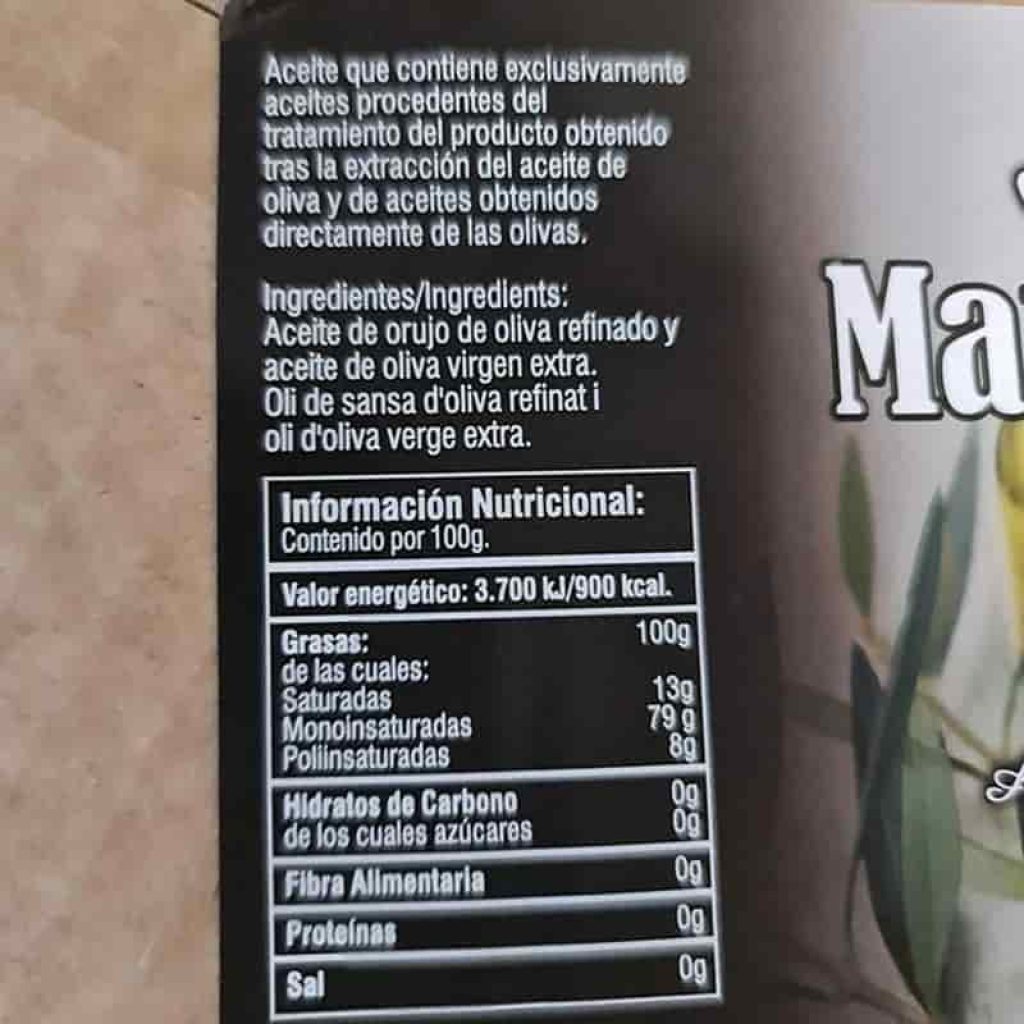 Aceite que contiene exclusivamente
aceites procedentes del
tratamiento del producto obtenido
tras la extracción del aceite de
oliva y de aceites obtenidos
directamente de las olivas.
Ingredientes/Ingredients:
Aceite de orujo de oliva refinado y
aceite de oliva virgen extra.
Oli de sansa d'oliva refinat i
oli d'oliva verge extra.
Información Nutricional:
Contenido por 100g.
Valor energético: 3.700 kJ/900 kcal.
Grasas: 100g
de las cuales:
Saturadas 13g
Monoinsaturadas 79 g
Poliinsaturadas 8g
Hidratos de Carbono 0g
de los cuales azúcares 0g
Fibra Alimentaria 0g
Proteínas 0g
Sal 0g
Ma